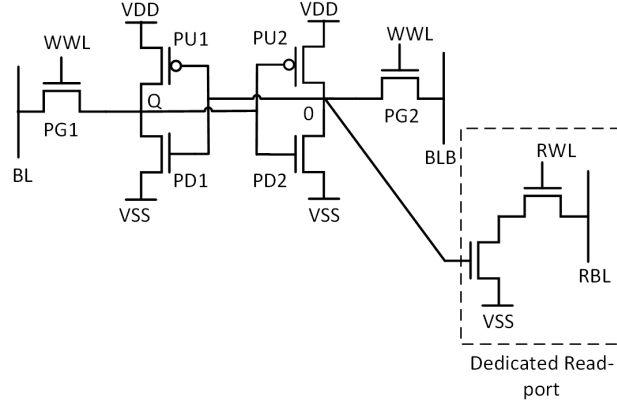 VDD
VDD
PU1
PU2
WWL
WWL
Q
0
PG1
PG2
BL
BLB
PD1
PD2
VSS
VSS
RWL
RBL
VSS
Dedicated Read-
port